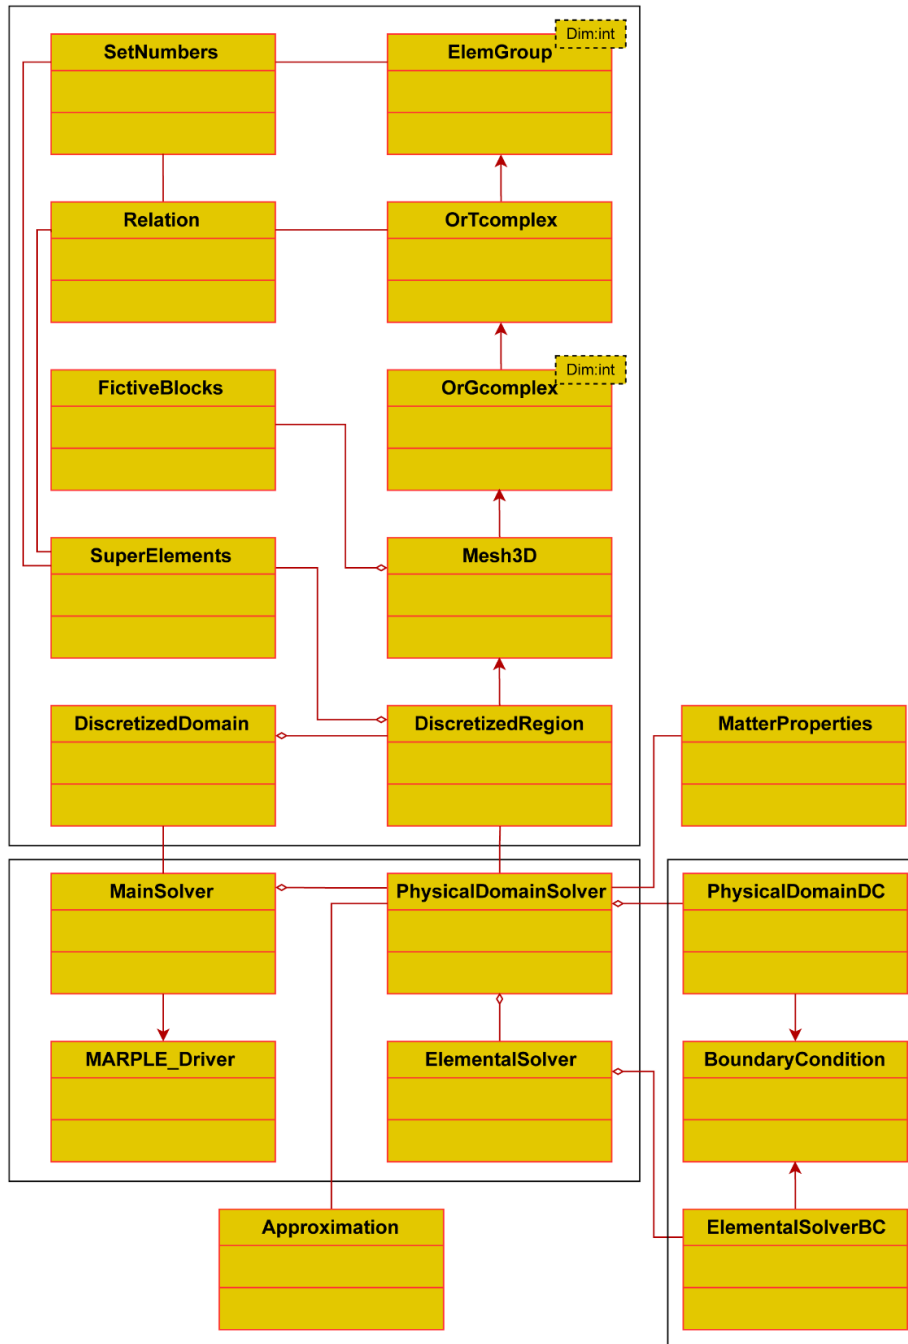 Dim:int
SetNumbers
ElemGroup
Relation
OrTcomplex
Dim:int
FictiveBlocks
OrGcomplex
SuperElements
Mesh3D
DiscretizedDomain
DiscretizedRegion
MatterProperties
MainSolver
PhysicalDomainSolver
PhysicalDomainDC
MARPLE_Driver
ElementalSolver
BoundaryCondition
Approximation
ElementalSolverBC